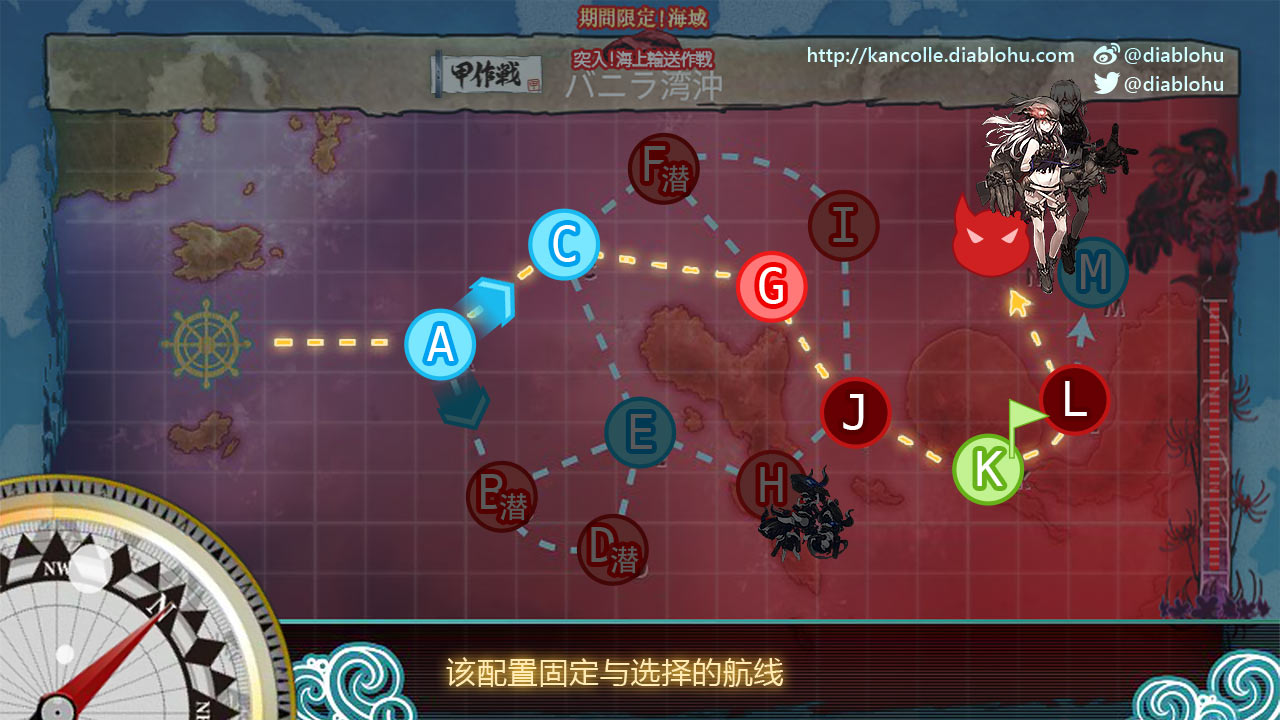 期間限定!海域
突入!海上輸送作戦
甲作戦
バニラ湾沖
http://kancolle.diablohu.com
@diablohu
@diablohu
F潜
C
I
G
M
A
J
L
E
K
B潜
H
D潜
NW
N
该配置固定与选择的航线